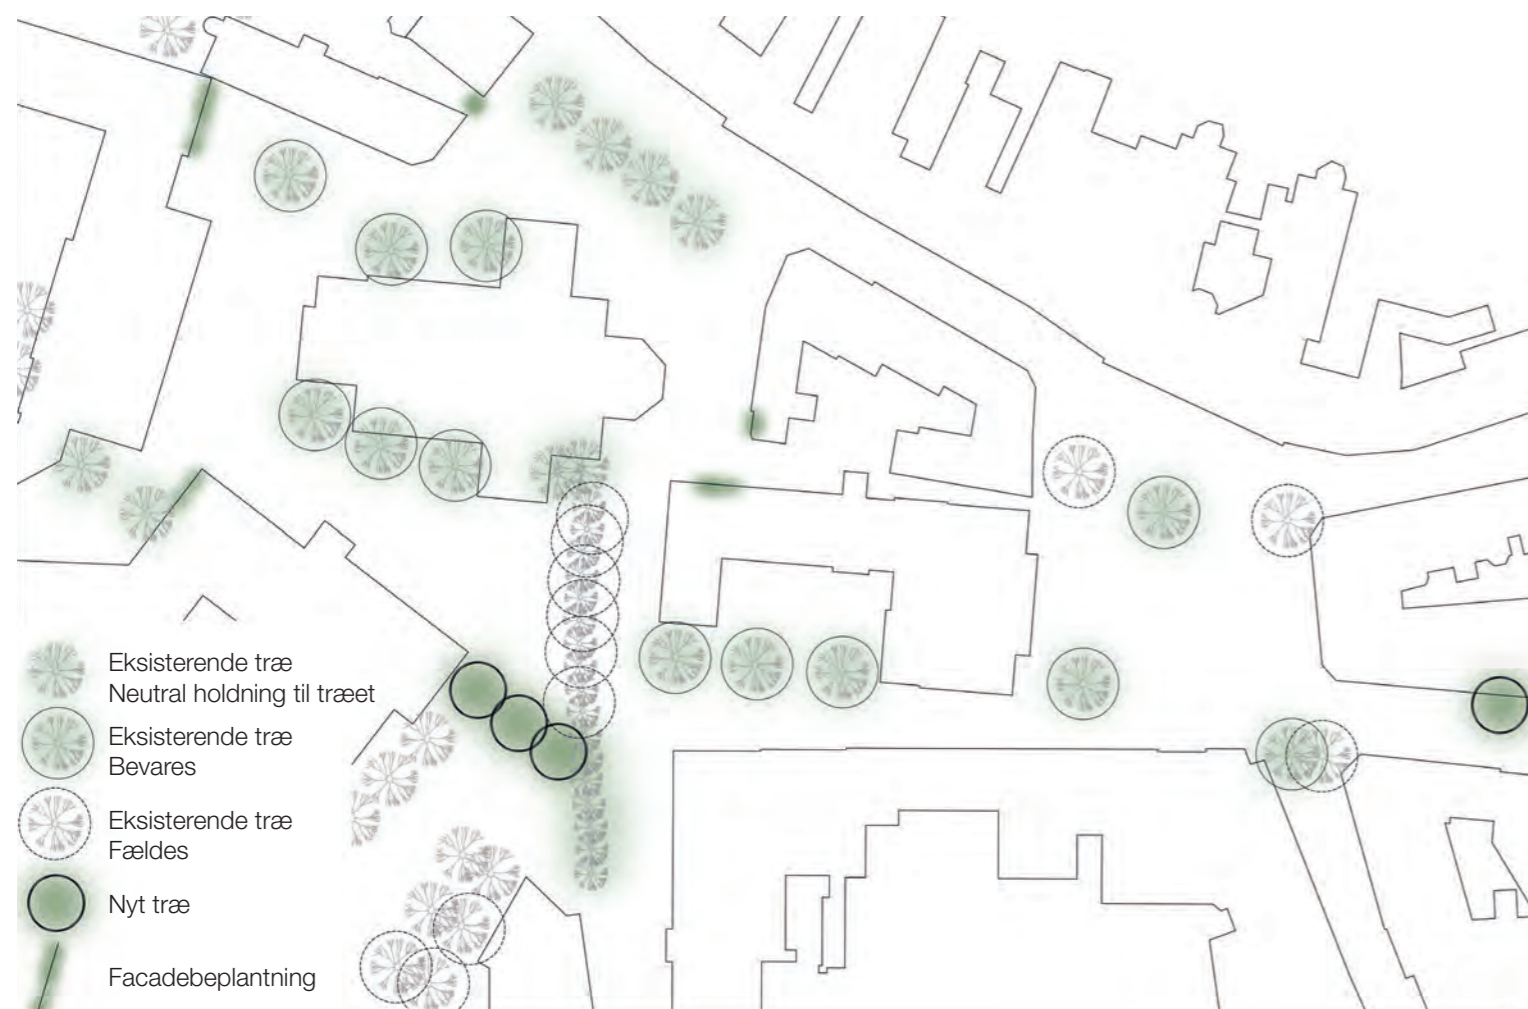 Eksisterende træ
Neutral holdning til træet
Eksisterende træ
Bevares
Eksisterende træ
Fældes
Nyt træ
Facadebeplantning